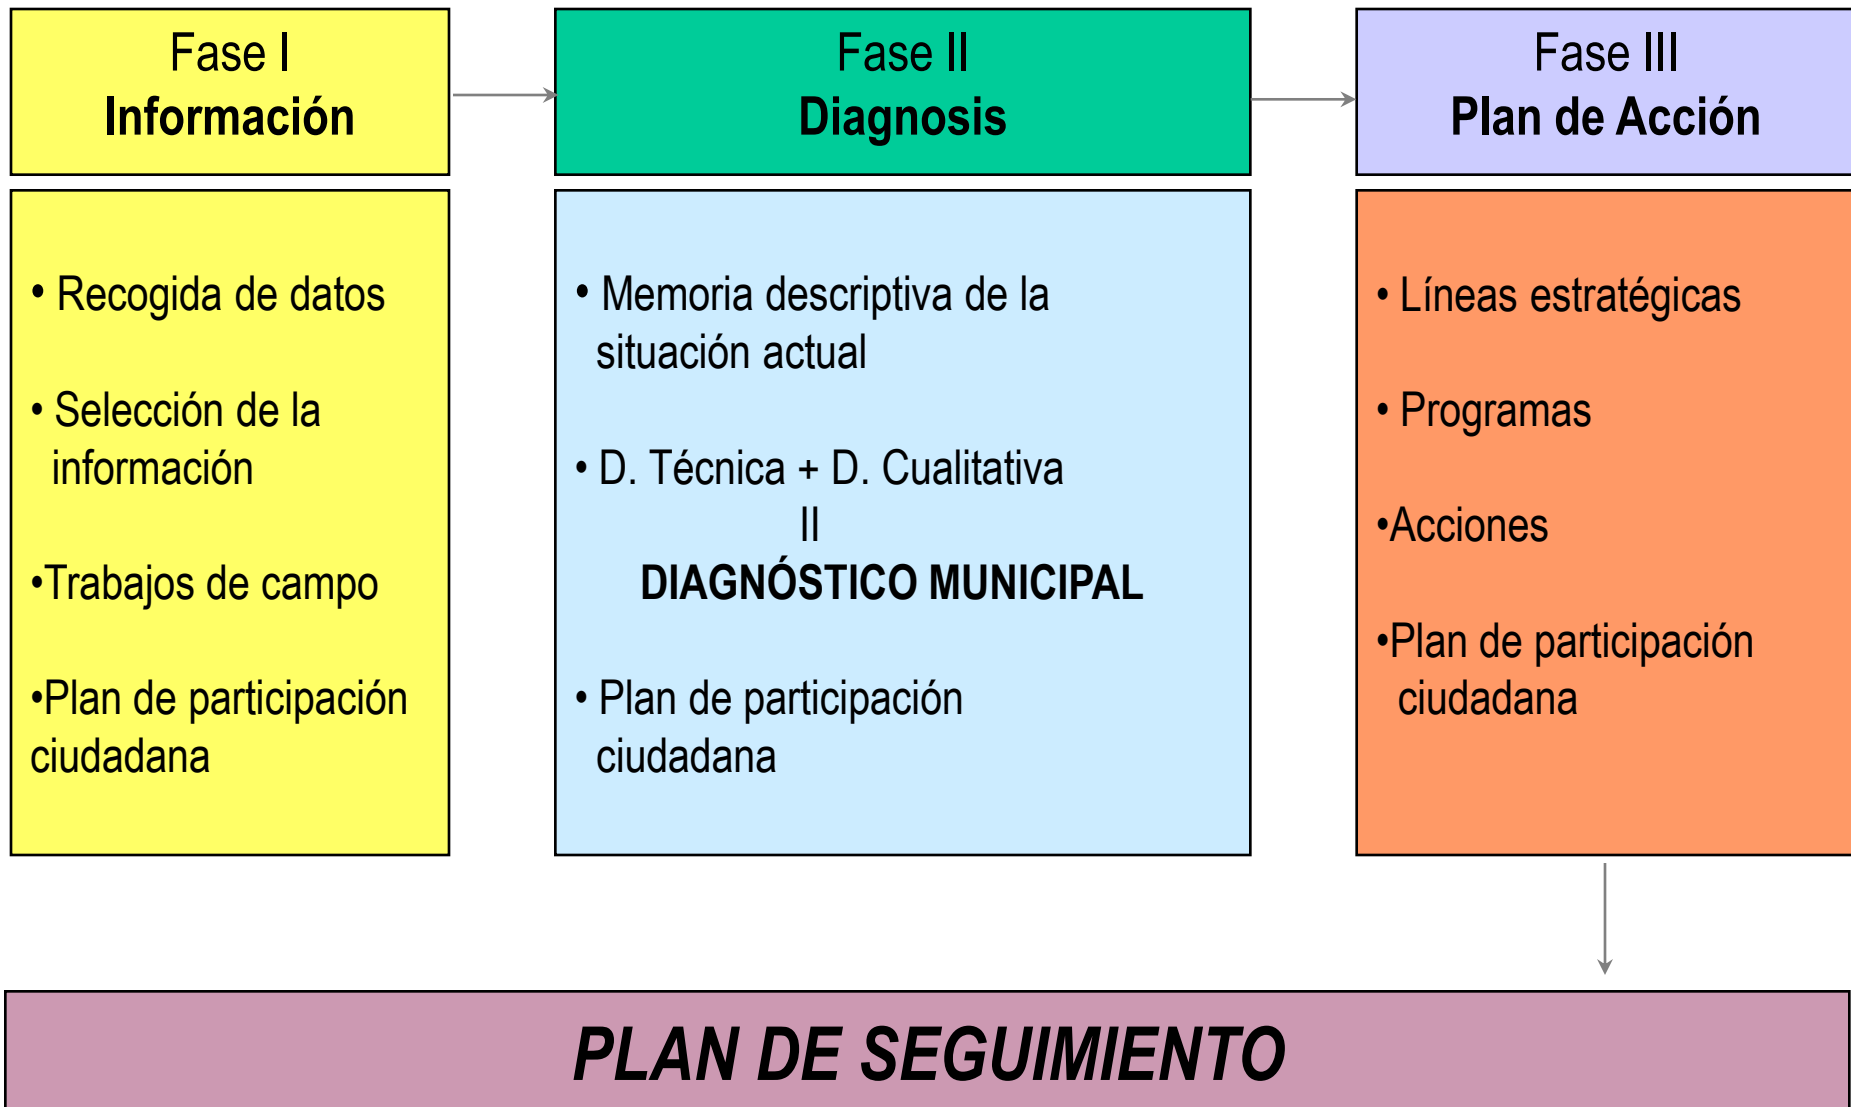 Fase I
Información
Fase II
Diagnosis
Fase III
Plan de Acción
• Recogida de datos
• Selección de la
información
•Trabajos de campo
•Plan de participación
ciudadana
• Memoria descriptiva de la
situación actual
• D. Técnica + D. Cualitativa
II
DIAGNÓSTICO MUNICIPAL
• Plan de participación
ciudadana
• Líneas estratégicas
• Programas
•Acciones
•Plan de participación
ciudadana
PLAN DE SEGUIMIENTO